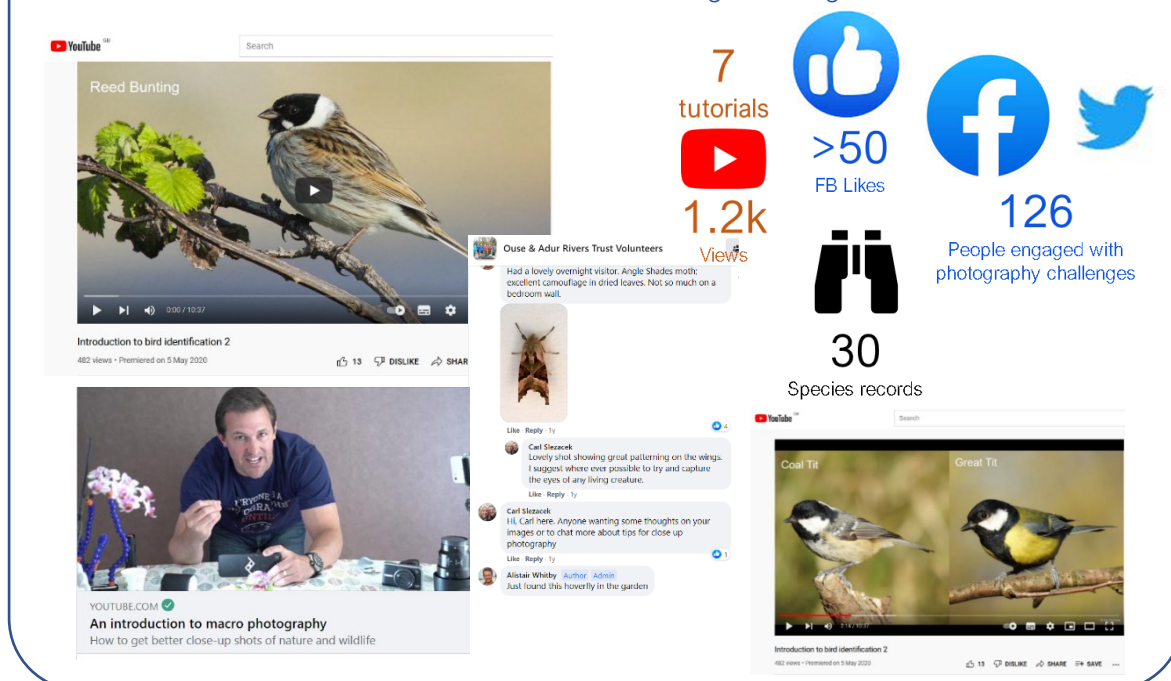 YouTube GB
Search
Reed Bunting
0:00 / 10:37
Introduction to bird identification 2
482 views • Premiered on 5 May 2020
13 DISLIKE SHAR
7
tutorials
1.2k
Views
>50
FB Likes
126
People engaged with
photography challenges
30
Species records
Ouse & Adur Rivers Trust Volunteers
Had a lovely overnight visitor. Angle Shades moth;
excellent camouflage in dried leaves. Not so much on a
bedroom wall.
Like · Reply · 1y
4
Carl Slezacek
Lovely shot showing great patterning on the wings.
I suggest where ever possible to try and capture
the eyes of any living creature.
Like · Reply · 1y
Carl Slezacek
Hi, Carl here. Anyone wanting some thoughts on your
images or to chat more about tips for close up
photography
Like · Reply · 1y
1
Alistair Whitby Author Admin
Just found this hoverfly in the garden
YOUTUBE.COM
An introduction to macro photography
How to get better close-up shots of nature and wildlife
YouTube GB
Search
Coal Tit
Great Tit
2:14 / 10:37
Introduction to bird identification 2
482 views • Premiered on 5 May 2020
13 DISLIKE SHARE SAVE